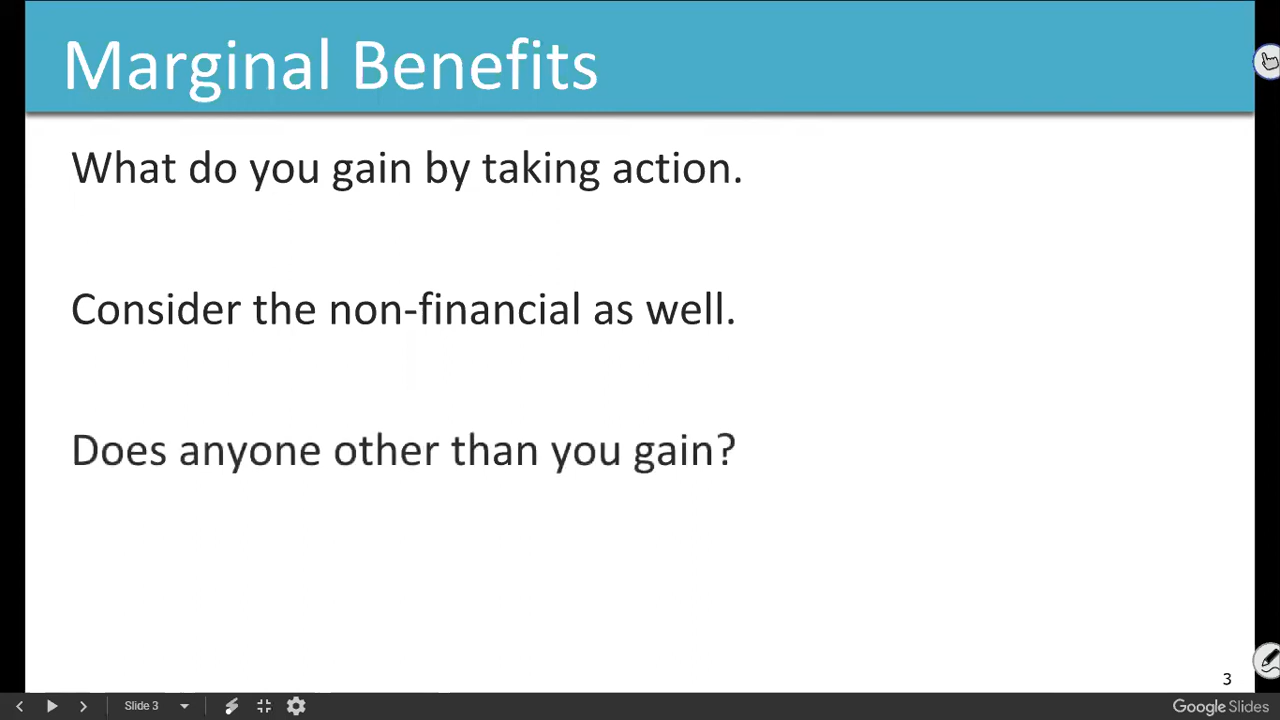 Marginal Benefits
What do you gain by taking action.
Consider the non-financial as well.
Does anyone other than you gain?
3
Slide 3
Google Slides